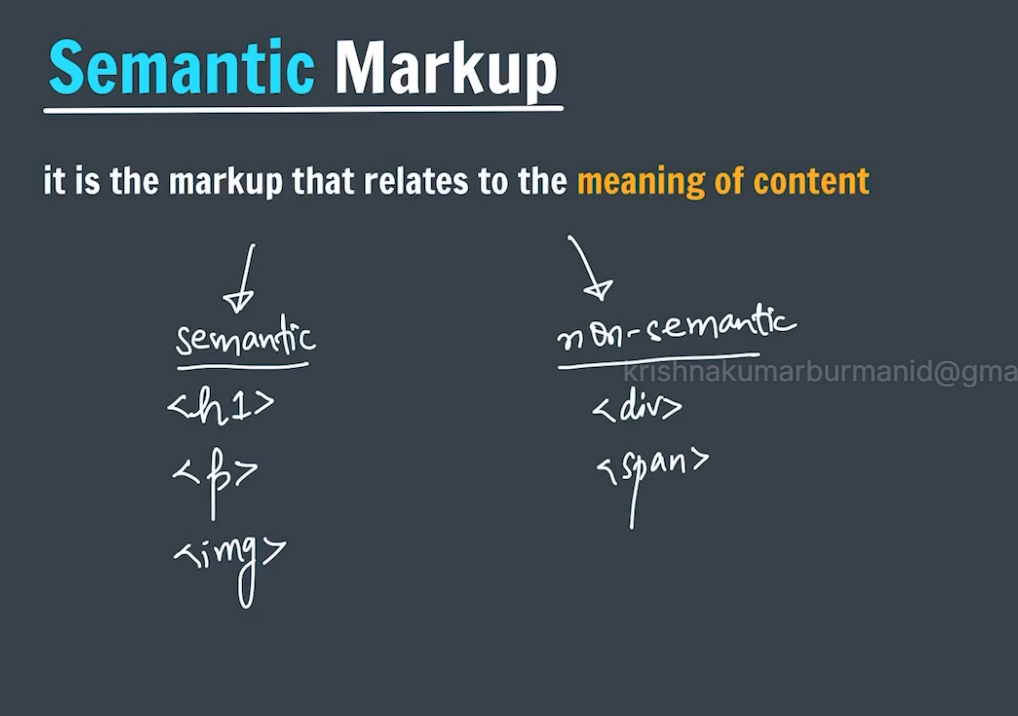 Semantic Markup
it is the markup that relates to the meaning of content
semantic
non-semantic
krishnakumarburmanid@gma
<h1>
<div>
<p>
<span>
<img>